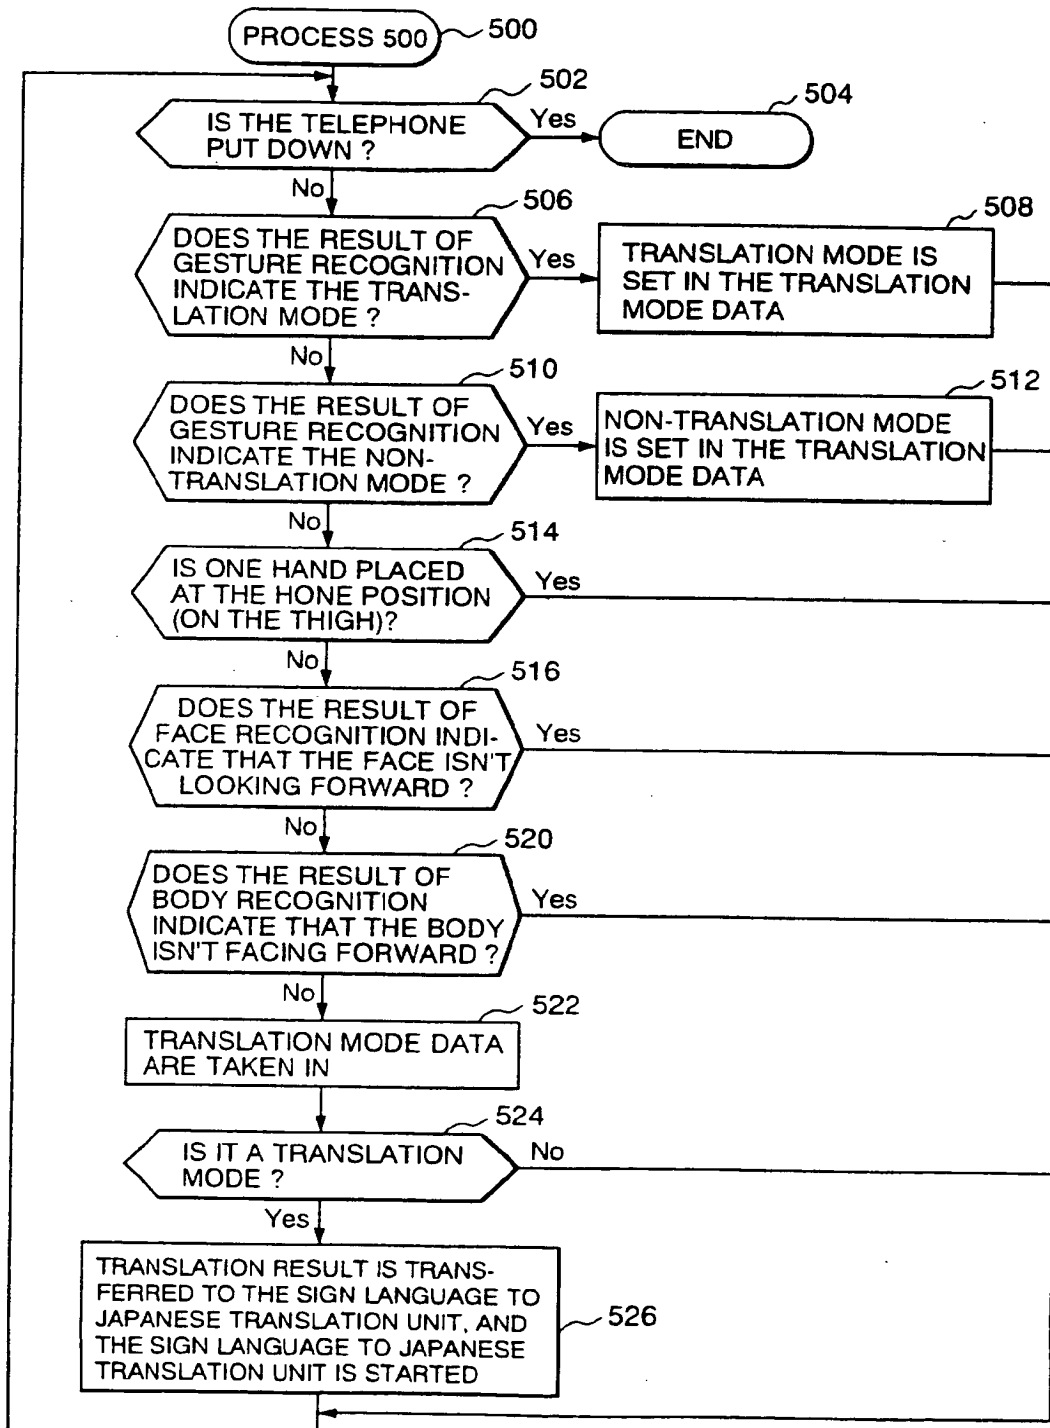 PROCESS 500
500
502
IS THE TELEPHONE
PUT DOWN ?
Yes
504
END
No
506
DOES THE RESULT OF
GESTURE RECOGNITION
INDICATE THE TRANS-
LATION MODE ?
Yes
508
TRANSLATION MODE IS
SET IN THE TRANSLATION
MODE DATA
No
510
DOES THE RESULT OF
GESTURE RECOGNITION
INDICATE THE NON-
TRANSLATION MODE ?
Yes
512
NON-TRANSLATION MODE
IS SET IN THE TRANSLATION
MODE DATA
No
514
IS ONE HAND PLACED
AT THE HONE POSITION
(ON THE THIGH)?
Yes
No
516
DOES THE RESULT OF
FACE RECOGNITION INDI-
CATE THAT THE FACE ISN'T
LOOKING FORWARD ?
Yes
No
520
DOES THE RESULT OF
BODY RECOGNITION
INDICATE THAT THE BODY
ISN'T FACING FORWARD ?
Yes
No
522
TRANSLATION MODE DATA
ARE TAKEN IN
524
IS IT A TRANSLATION
MODE ?
No
Yes
TRANSLATION RESULT IS TRANS-
FERRED TO THE SIGN LANGUAGE TO
JAPANESE TRANSLATION UNIT, AND
THE SIGN LANGUAGE TO JAPANESE
TRANSLATION UNIT IS STARTED
526